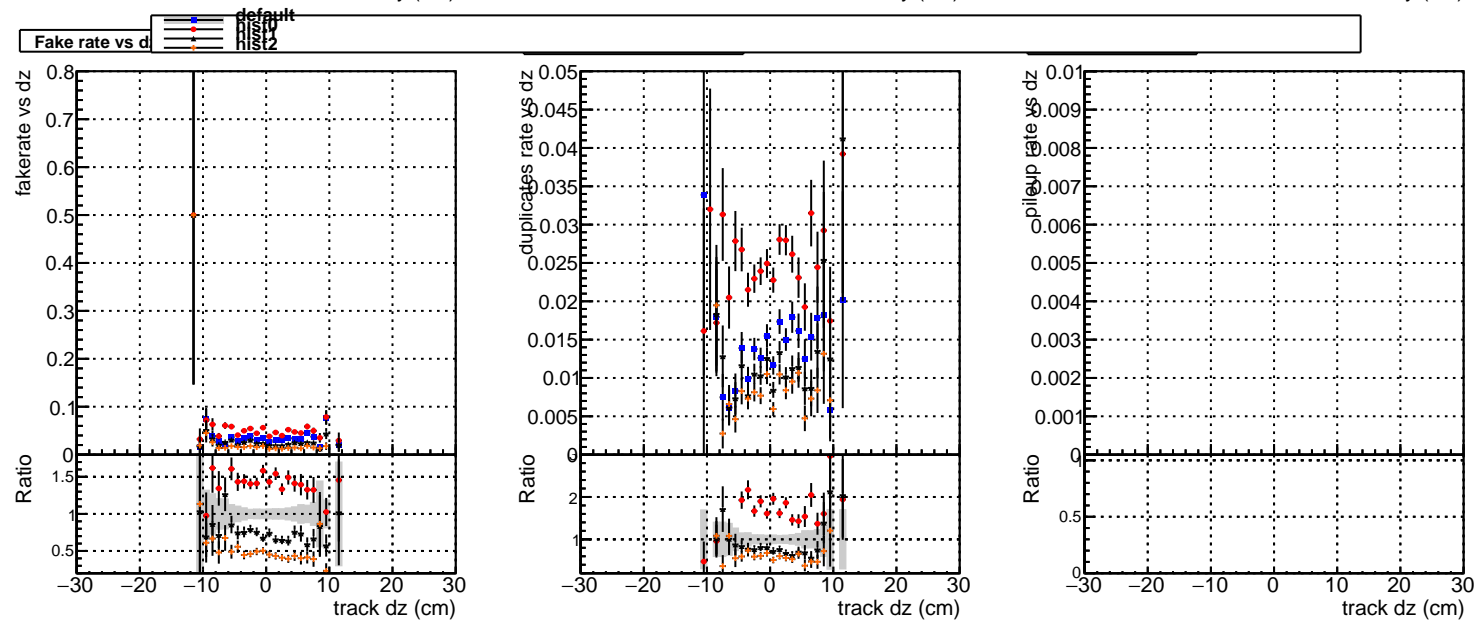 default
hist0
hist1
hist2
Fake rate vs d
fakerate vs dz
0.8
0.7
0.6
0.5
0.4
0.3
0.2
0.1
0
Ratio
1.5
1
0.5
−30 −20 −10 0 10 20 30
track dz (cm)
duplicates rate vs dz
0.05
0.045
0.04
0.035
0.03
0.025
0.02
0.015
0.01
0.005
0
Ratio
2
1
−30 −20 −10 0 10 20 30
track dz (cm)
pileup rate vs dz
0.01
0.009
0.008
0.007
0.006
0.005
0.004
0.003
0.002
0.001
0
Ratio
1
0.5
0
−30 −20 −10 0 10 20 30
track dz (cm)